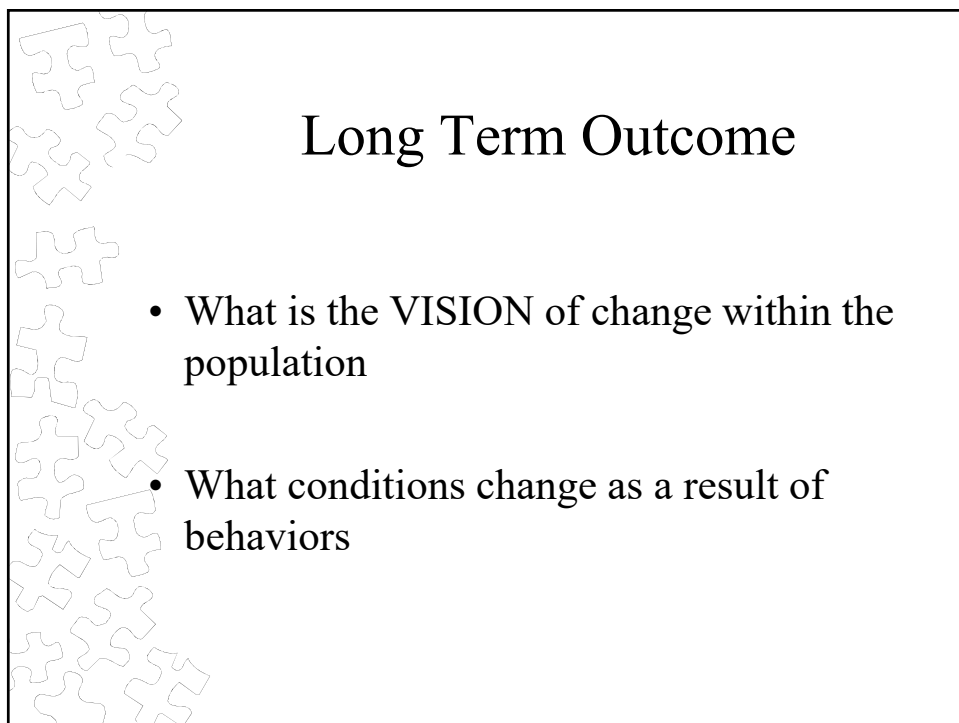 Long Term Outcome
• What is the VISION of change within the
population
• What conditions change as a result of
behaviors